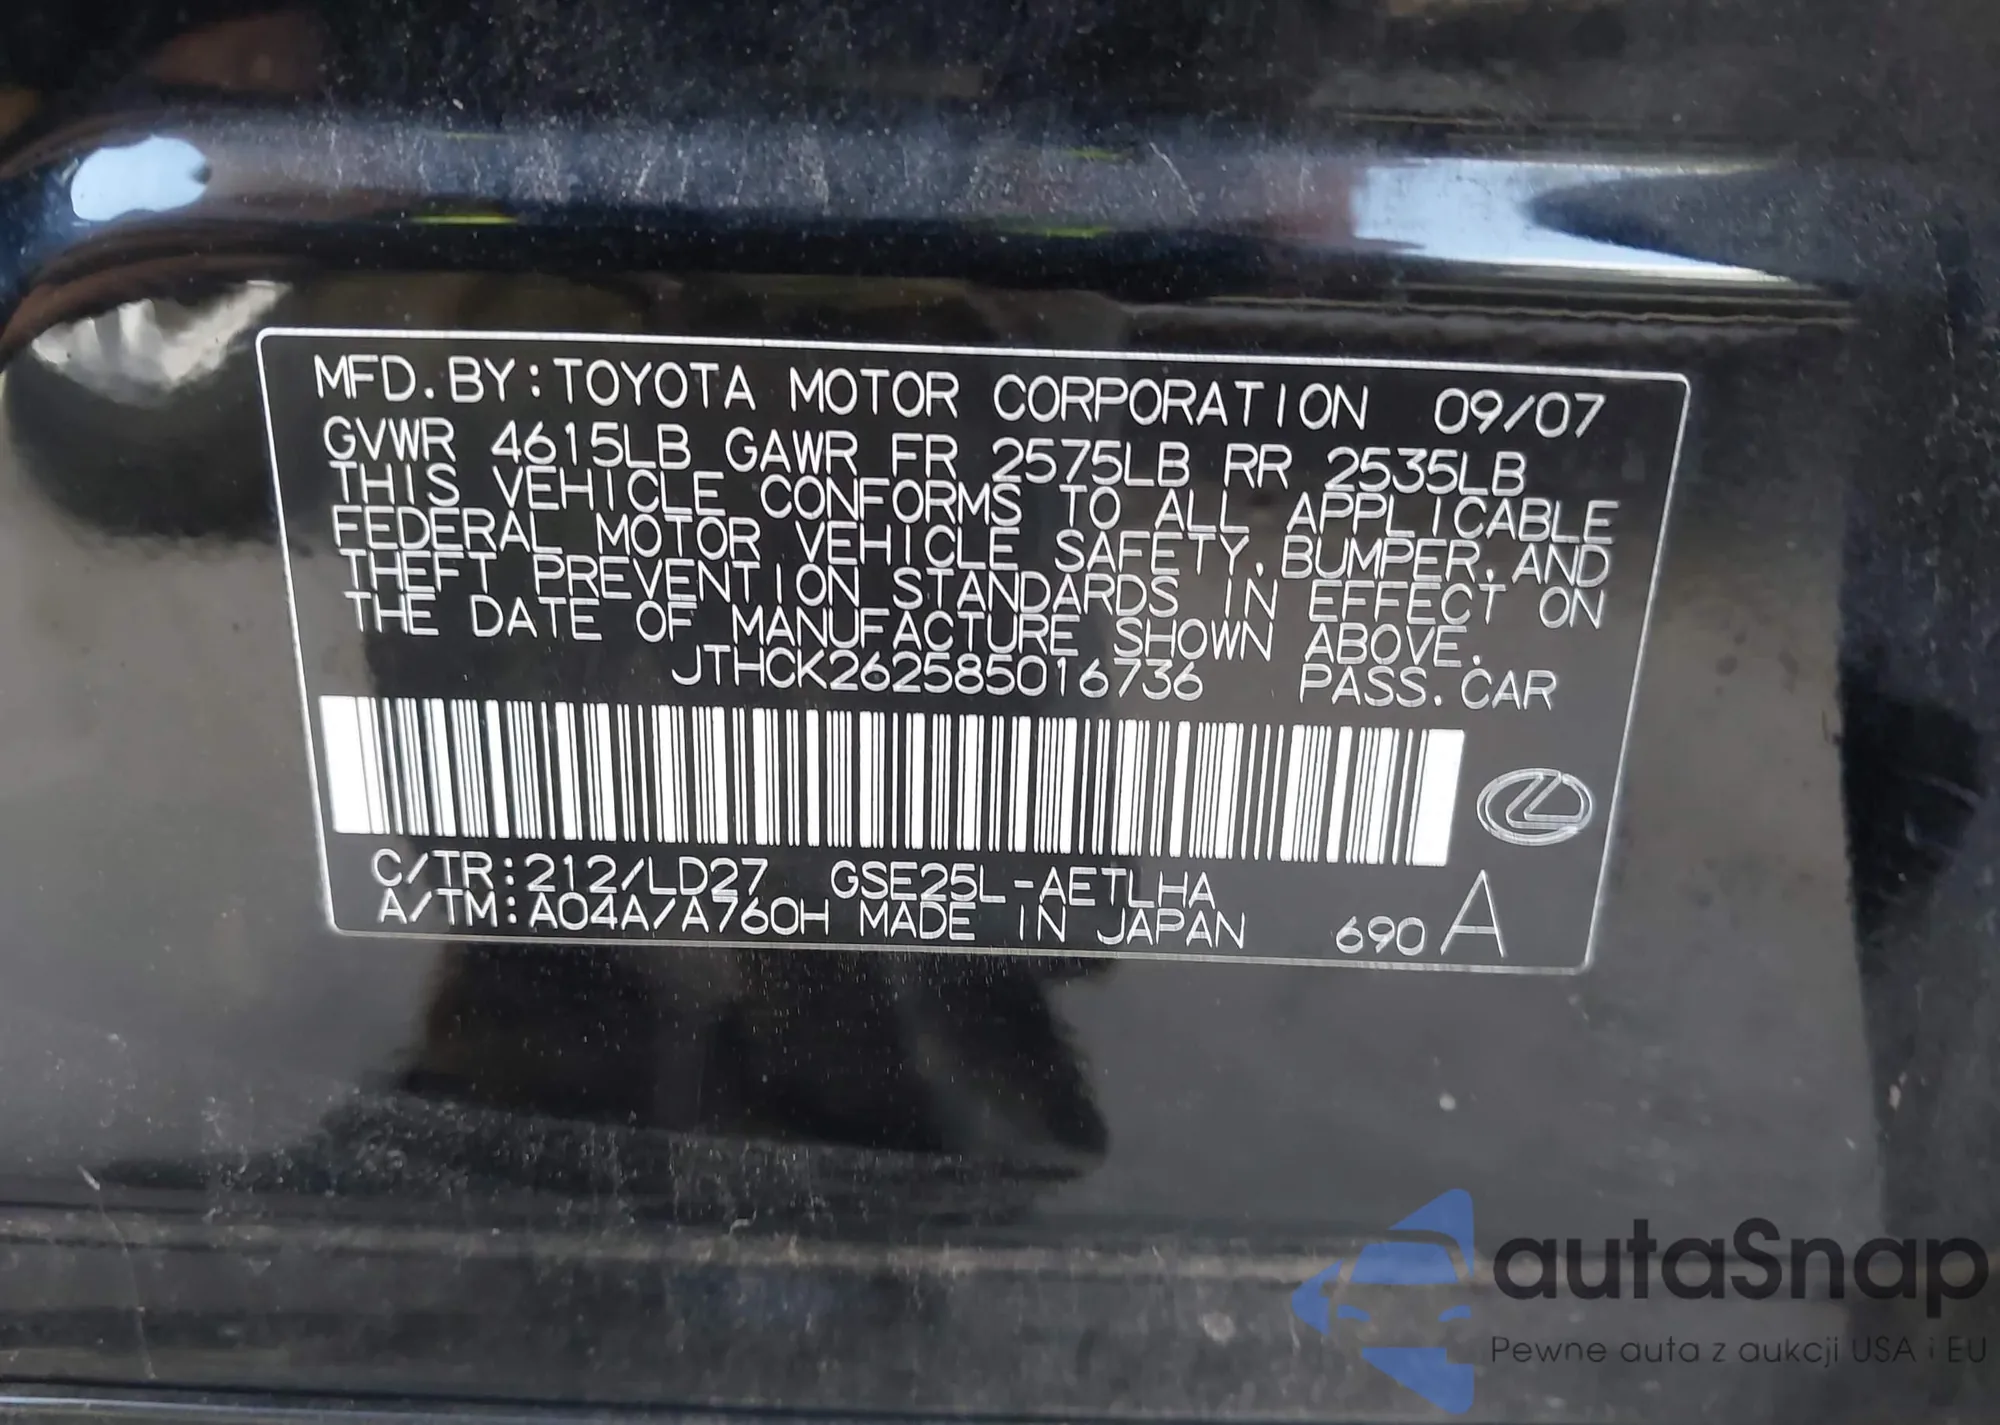 MFD. BY: TOYOTA MOTOR CORPORATION 09/07
GVWR 4615LB GAWR FR 2575LB RR 2535LB
THIS VEHICLE CONFORMS TO ALL APPLICABLE
FEDERAL MOTOR VEHICLE SAFETY, BUMPER, AND
THEFT PREVENTION STANDARDS IN EFFECT ON
THE DATE OF MANUFACTURE SHOWN ABOVE.
JTHCK262585016736 PASS. CAR
C/TR: 212/LD27 GSE25L-AETLHA
A/TM: A04A/A760H MADE IN JAPAN 690 A
autaSnap
Pewne auta z aukcji USA i EU